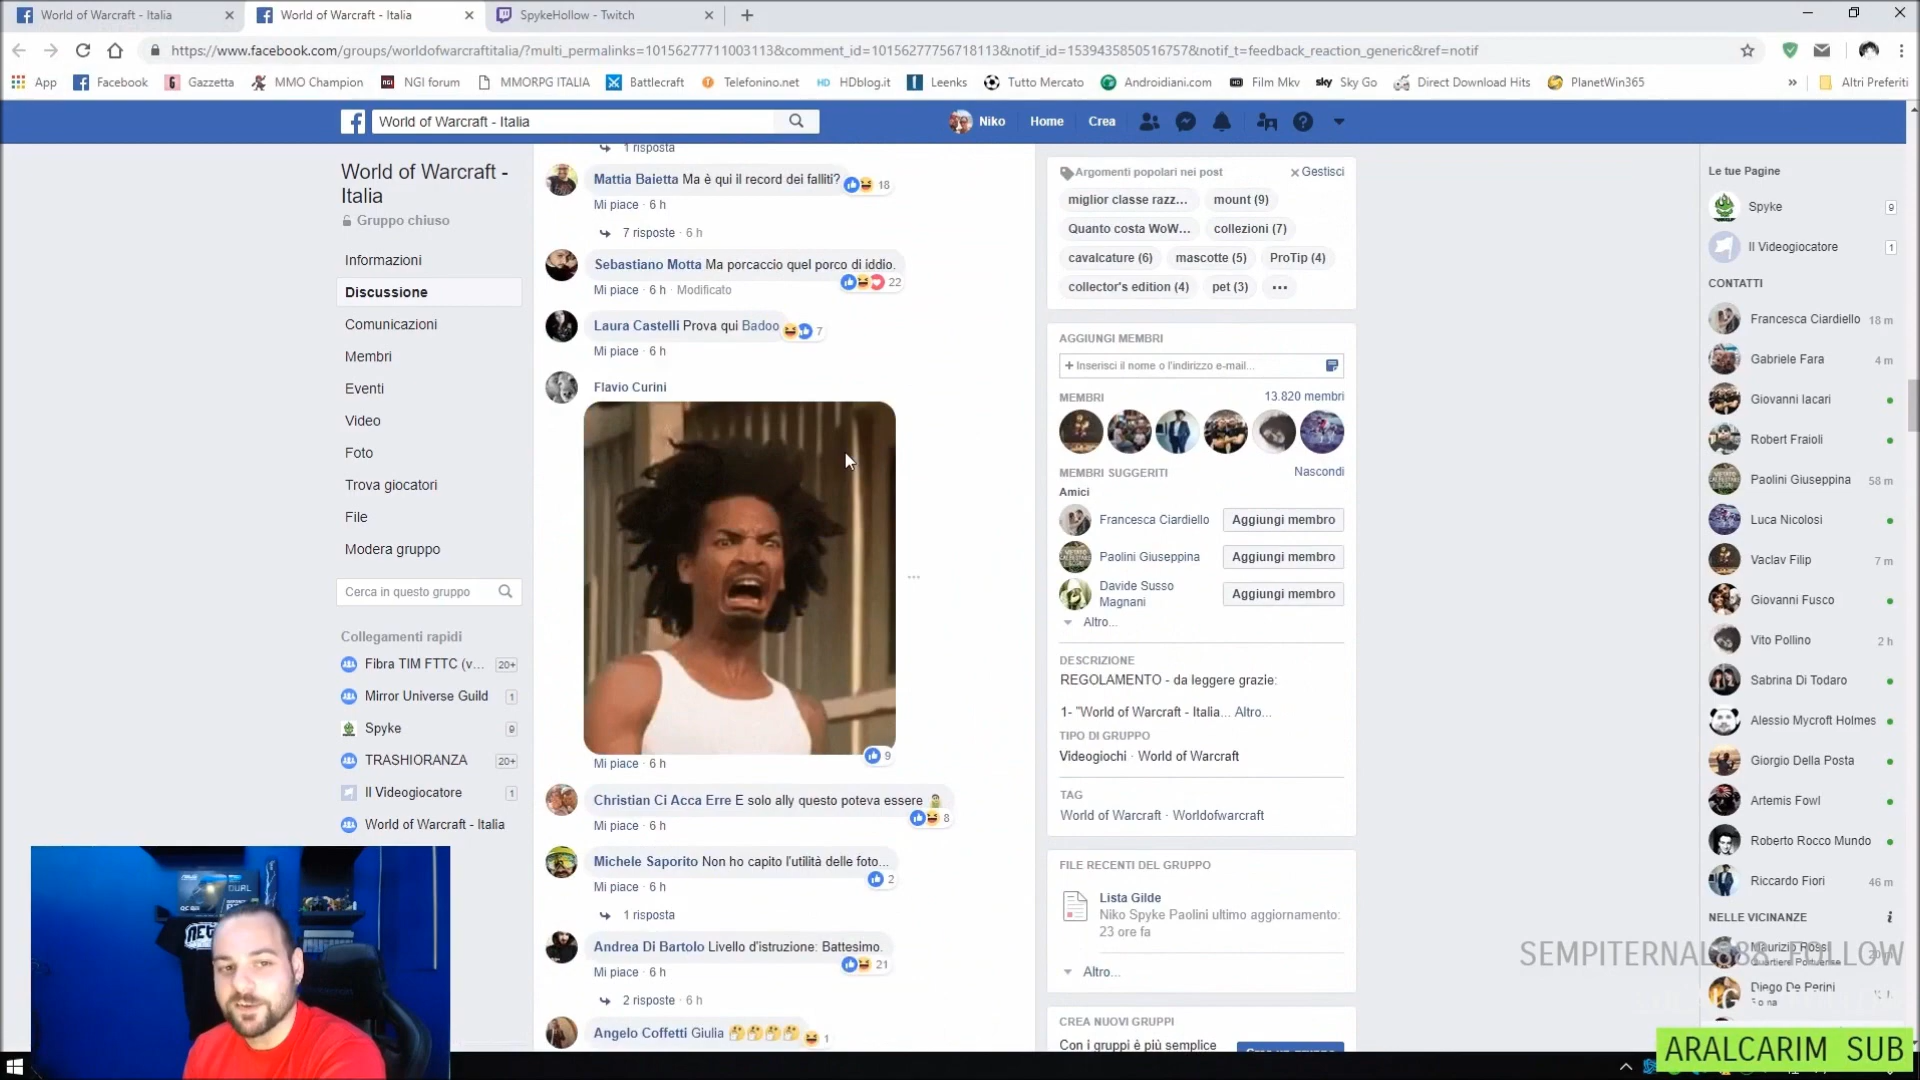 World of Warcraft - Italia
World of Warcraft - Italia
SpykeHollow - Twitch
https://www.facebook.com/groups/worldofwarcraftitalia/?multi_permalinks=10156277711003113&comment_id=10156277756718113&notif_id=1539435850516757&notif_t=feedback_reaction_generic&ref=notif
App
Facebook
Gazzetta
MMO Champion
NGI forum
MMORPG ITALIA
Battlecraft
Telefonino.net
HDblog.it
Leenks
Tutto Mercato
Androidiani.com
Film Mkv
sky Sky Go
Direct Download Hits
PlanetWin365
» Altri Preferiti
World of Warcraft - Italia
Niko
Home
Crea
World of Warcraft -
Italia
Gruppo chiuso
Informazioni
Discussione
Comunicazioni
Membri
Eventi
Video
Foto
Trova giocatori
File
Modera gruppo
Cerca in questo gruppo
Collegamenti rapidi
Fibra TIM FTTC (v... 20+
Mirror Universe Guild 1
Spyke 9
TRASHIORANZA 20+
Il Videogiocatore 1
World of Warcraft - Italia
1 risposta
Mattia Baietta Ma è qui il record dei falliti? 18
Mi piace · 6 h
7 risposte · 6 h
Sebastiano Motta Ma porcaccio quel porco di iddio.
22
Mi piace · 6 h · Modificato
Laura Castelli Prova qui Badoo 7
Mi piace · 6 h
Flavio Curini
9
Mi piace · 6 h
Christian Ci Acca Erre E solo ally questo poteva essere
8
Mi piace · 6 h
Michele Saporito Non ho capito l'utilità delle foto...
2
Mi piace · 6 h
1 risposta
Andrea Di Bartolo Livello d'istruzione: Battesimo.
21
Mi piace · 6 h
2 risposte · 6 h
Angelo Coffetti Giulia 🤔🤔🤔🤔 1
Argomenti popolari nei post
× Gestisci
miglior classe razz... mount (9)
Quanto costa WoW... collezioni (7)
cavalcature (6) mascotte (5) ProTip (4)
collector's edition (4) pet (3) ...
AGGIUNGI MEMBRI
+ Inserisci il nome o l'indirizzo e-mail...
MEMBRI 13.820 membri
MEMBRI SUGGERITI Nascondi
Amici
Francesca Ciardiello Aggiungi membro
Paolini Giuseppina Aggiungi membro
Davide Susso
Magnani
Aggiungi membro
Altro...
DESCRIZIONE
REGOLAMENTO - da leggere grazie:
1- "World of Warcraft - Italia... Altro...
TIPO DI GRUPPO
Videogiochi · World of Warcraft
TAG
World of Warcraft · Worldofwarcraft
FILE RECENTI DEL GRUPPO
Lista Gilde
Niko Spyke Paolini ultimo aggiornamento:
23 ore fa
Altro...
CREA NUOVI GRUPPI
Con i gruppi è più semplice
Le tue Pagine
Spyke 9
Il Videogiocatore 1
CONTATTI
Francesca Ciardiello 18 m
Gabriele Fara 4 m
Giovanni Iacari
Robert Fraioli
Paolini Giuseppina 58 m
Luca Nicolosi
Vaclav Filip 7 m
Giovanni Fusco
Vito Pollino 2 h
Sabrina Di Todaro
Alessio Mycroft Holmes
Giorgio Della Posta
Artemis Fowl
Roberto Rocco Mundo
Riccardo Fiori 46 m
NELLE VICINANZE
Maurizio Rossi
Diego De Perini
FOLLOW
ARALCARIM SUB